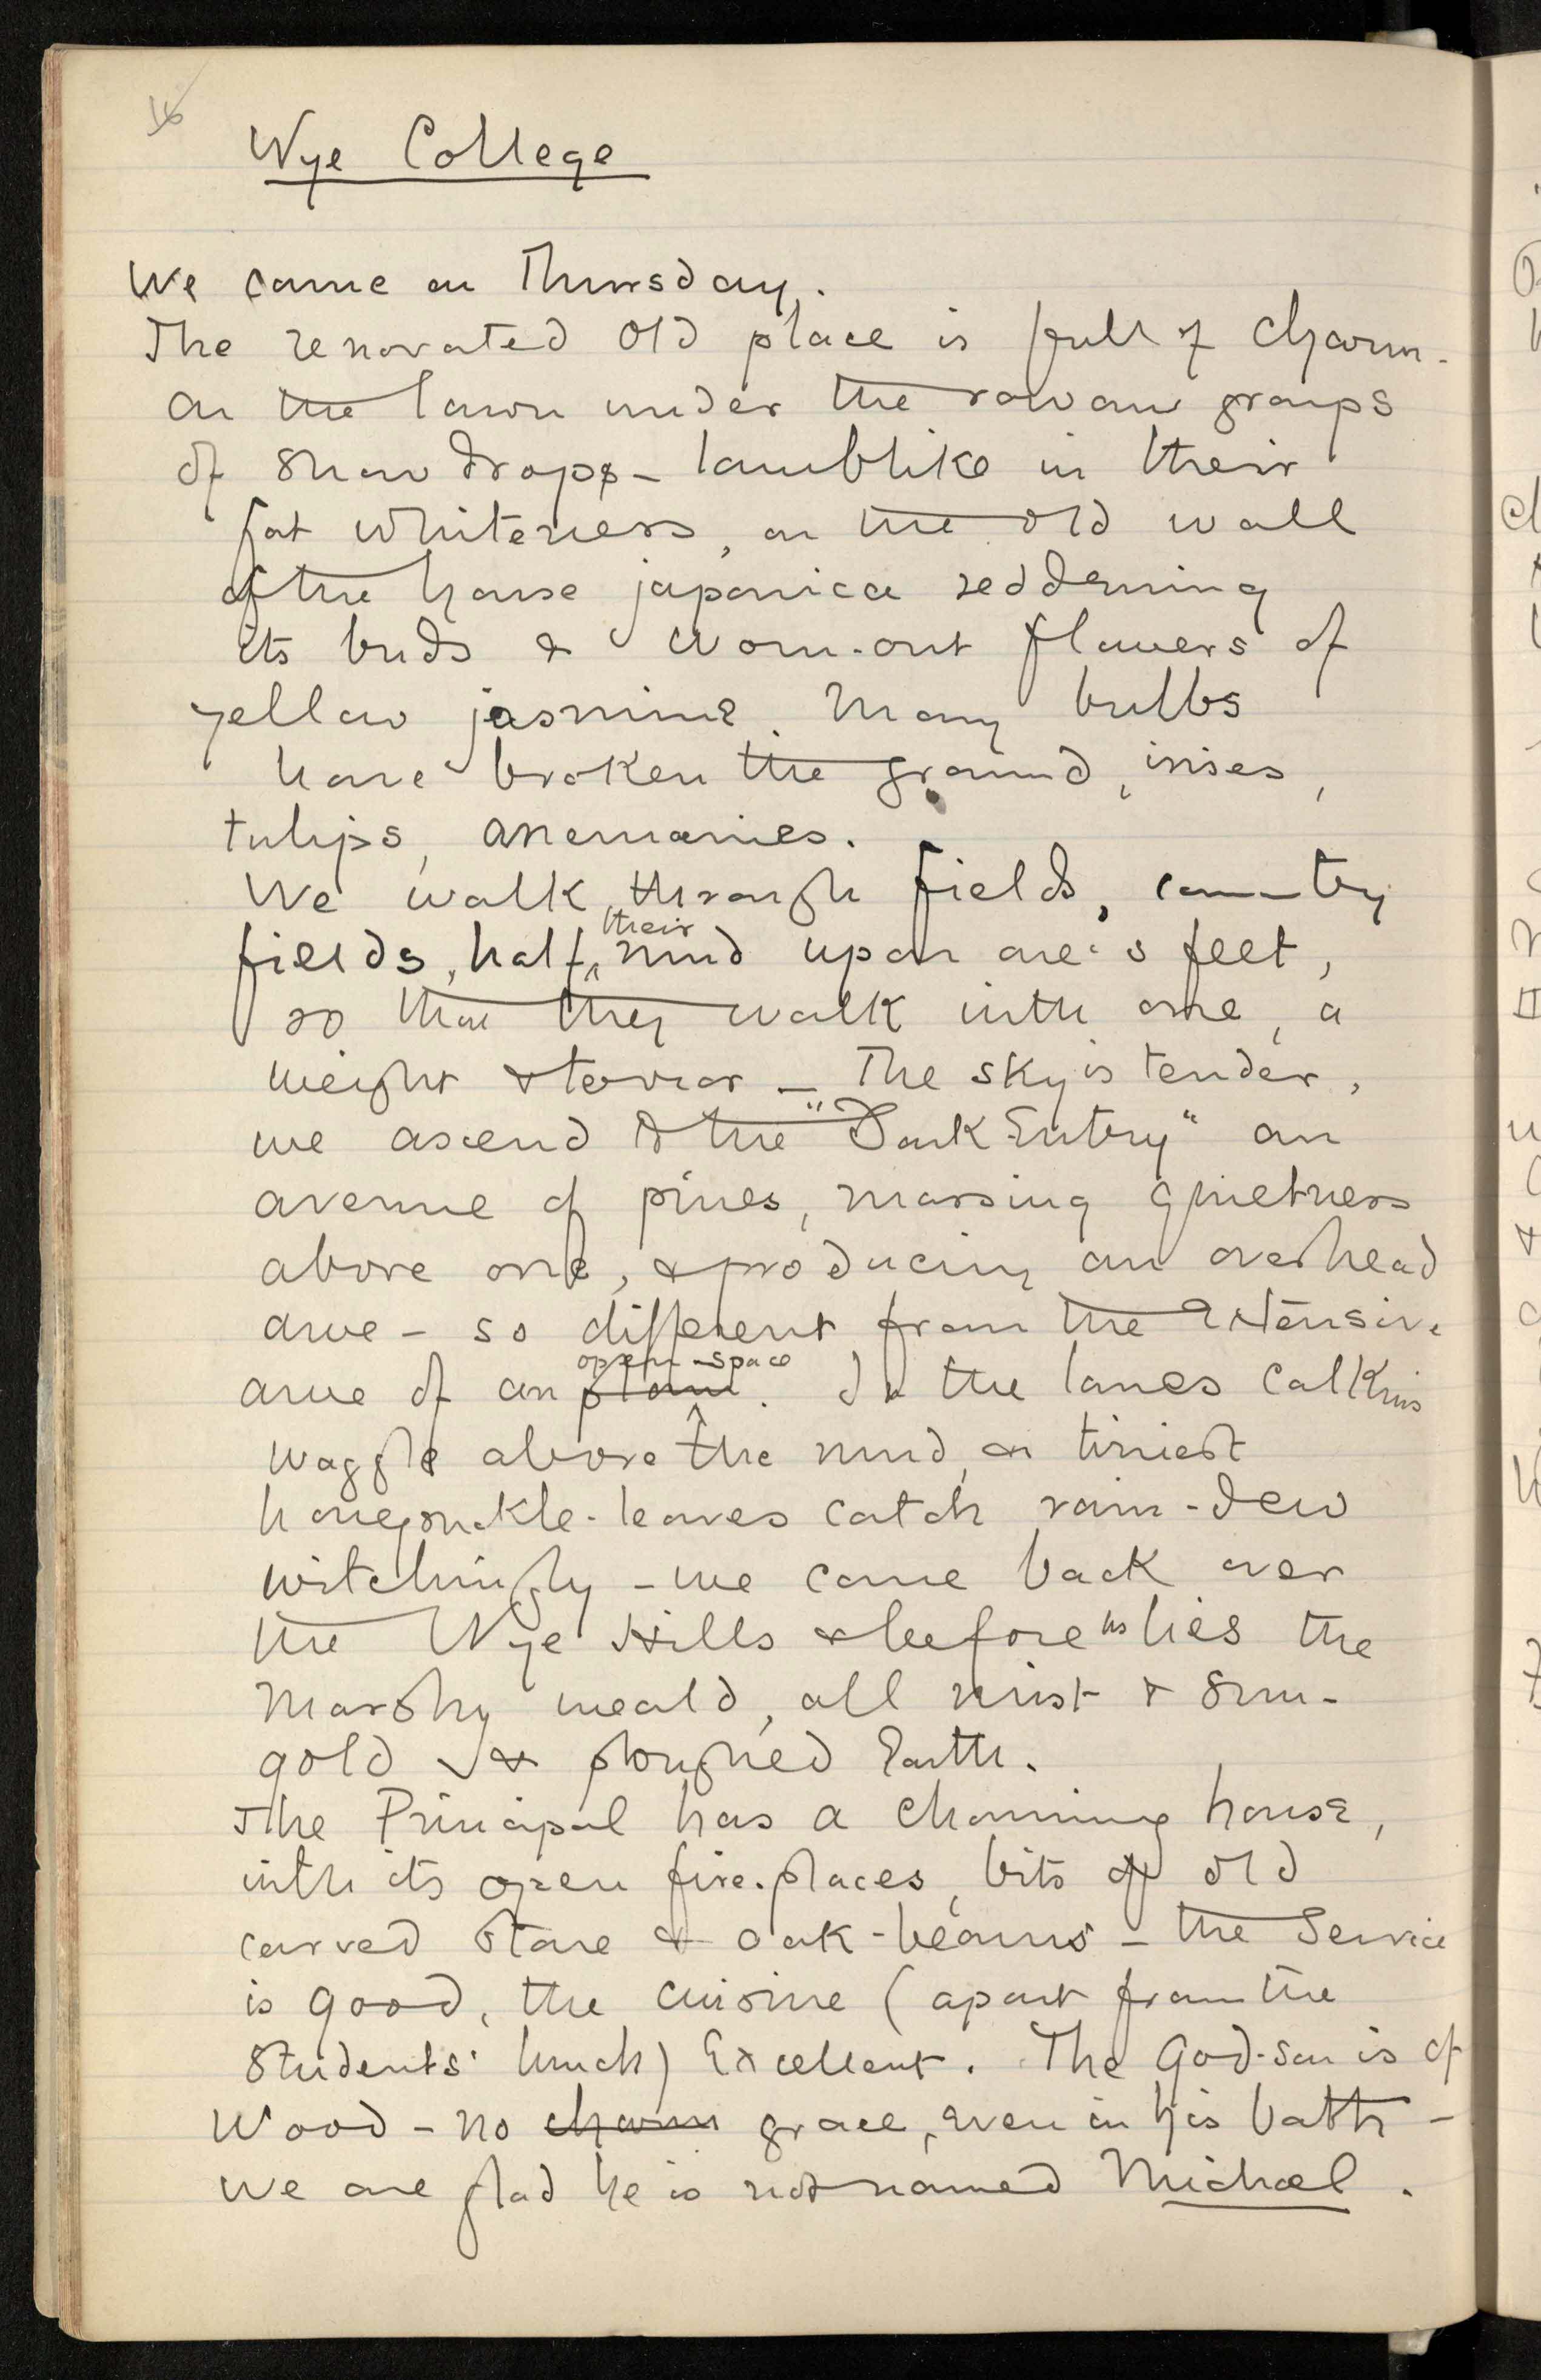 16
Wye College
We came on Thursday.
The renovated old place is full of charm.
On the lawn under the rowan groups
of snowdrops - lamblike in their
fat whiteness, on the old wall
of the house japonica reddening
its buds & worn-out flowers of
yellow jasmine. Many bulbs
have broken the ground, irises,
tulips, anemonies.
We walk through fields, country
fields, half their mud upon one's feet,
so that they walk with one, a
weight & terror - The sky is tender,
we ascend to the "Dark Entry" an
avenue of pines, massing quietness
above one, & producing an overhead
awe - so different from the extensive
awe of an plain open-space. In the lanes catkins
waggle above the mud, & tiniest
honeysuckle-leaves catch rain-dew
witchingly - we come back over
the Wye Hills & before us lies the
Marshy weald, all mist & sun-
gold & ploughed Earth.
The Principal has a charming house,
with its open fire-places, bits of old
carved stone & oak-beams - the Service
is good, the cuisine (apart from the
Students' lunch) Excellent. The God-son is of
Wood - no charm grace, even in his bath -
We are glad he is not named Michael.